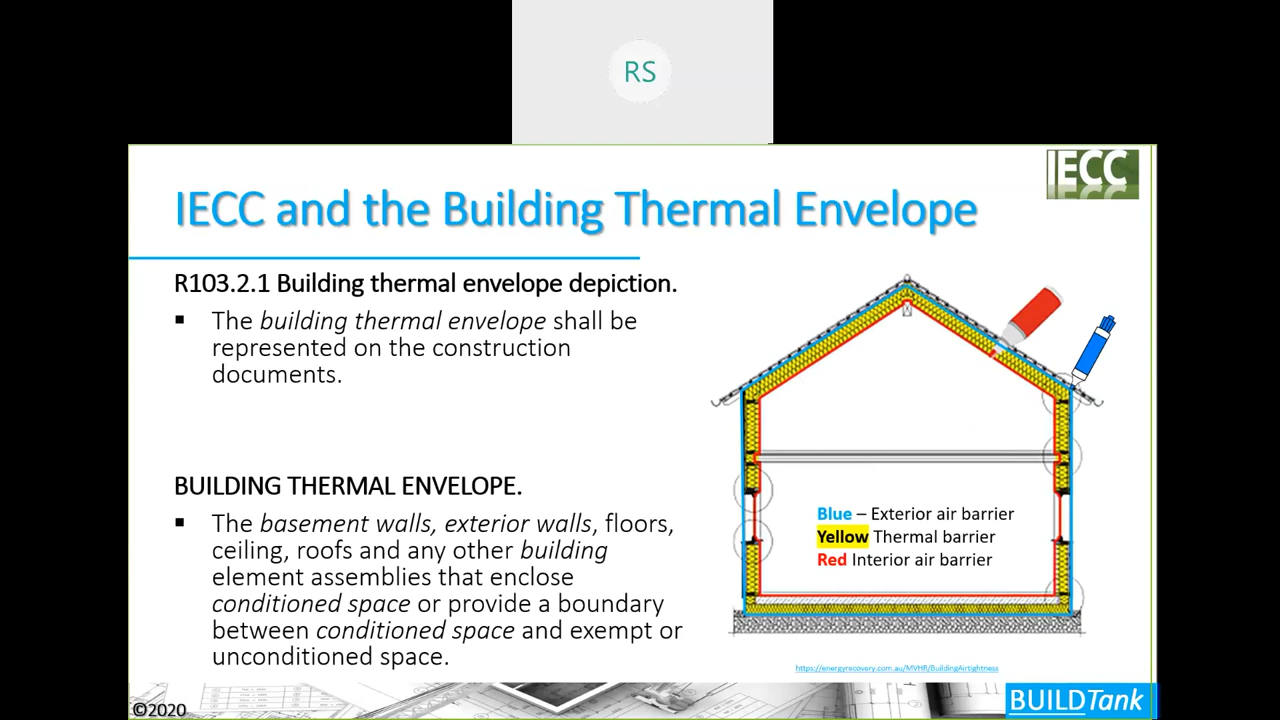 RS
IECC
IECC and the Building Thermal Envelope
R103.2.1 Building thermal envelope depiction.
▪ The building thermal envelope shall be
represented on the construction
documents.
BUILDING THERMAL ENVELOPE.
▪ The basement walls, exterior walls, floors,
ceiling, roofs and any other building
element assemblies that enclose
conditioned space or provide a boundary
between conditioned space and exempt or
unconditioned space.
Blue – Exterior air barrier
Yellow Thermal barrier
Red Interior air barrier
https://energyrecovery.com.au/MVHR/BuildingAirtightness
©2020
BUILDTank